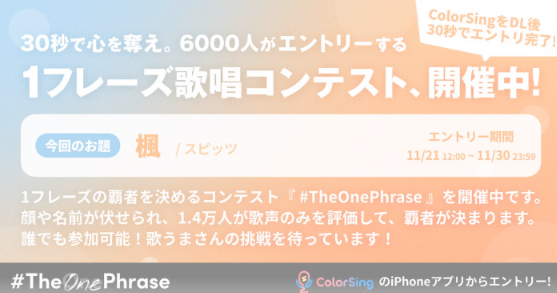 ColorSingをDL後
30秒でエントリ完了!
30秒で心を奪え。6000人がエントリーする
1フレーズ歌唱コンテスト、開催中!
今回のお題
楓 / スピッツ
エントリー期間
11/21 12:00 ~ 11/30 23:59
1フレーズの覇者を決めるコンテスト『 #TheOnePhrase 』を開催中です。
顔や名前が伏せられ、1.4万人が歌声のみを評価して、覇者が決まります。
誰でも参加可能！歌うまさんの挑戦を待っています！
#TheOnePhrase
ColorSing のiPhoneアプリからエントリー!